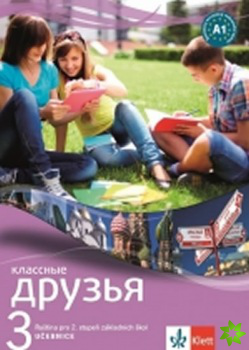 A1
классные
друзья
3
Ruština pro 2. stupeň základních škol
UČEBNICE
Klett